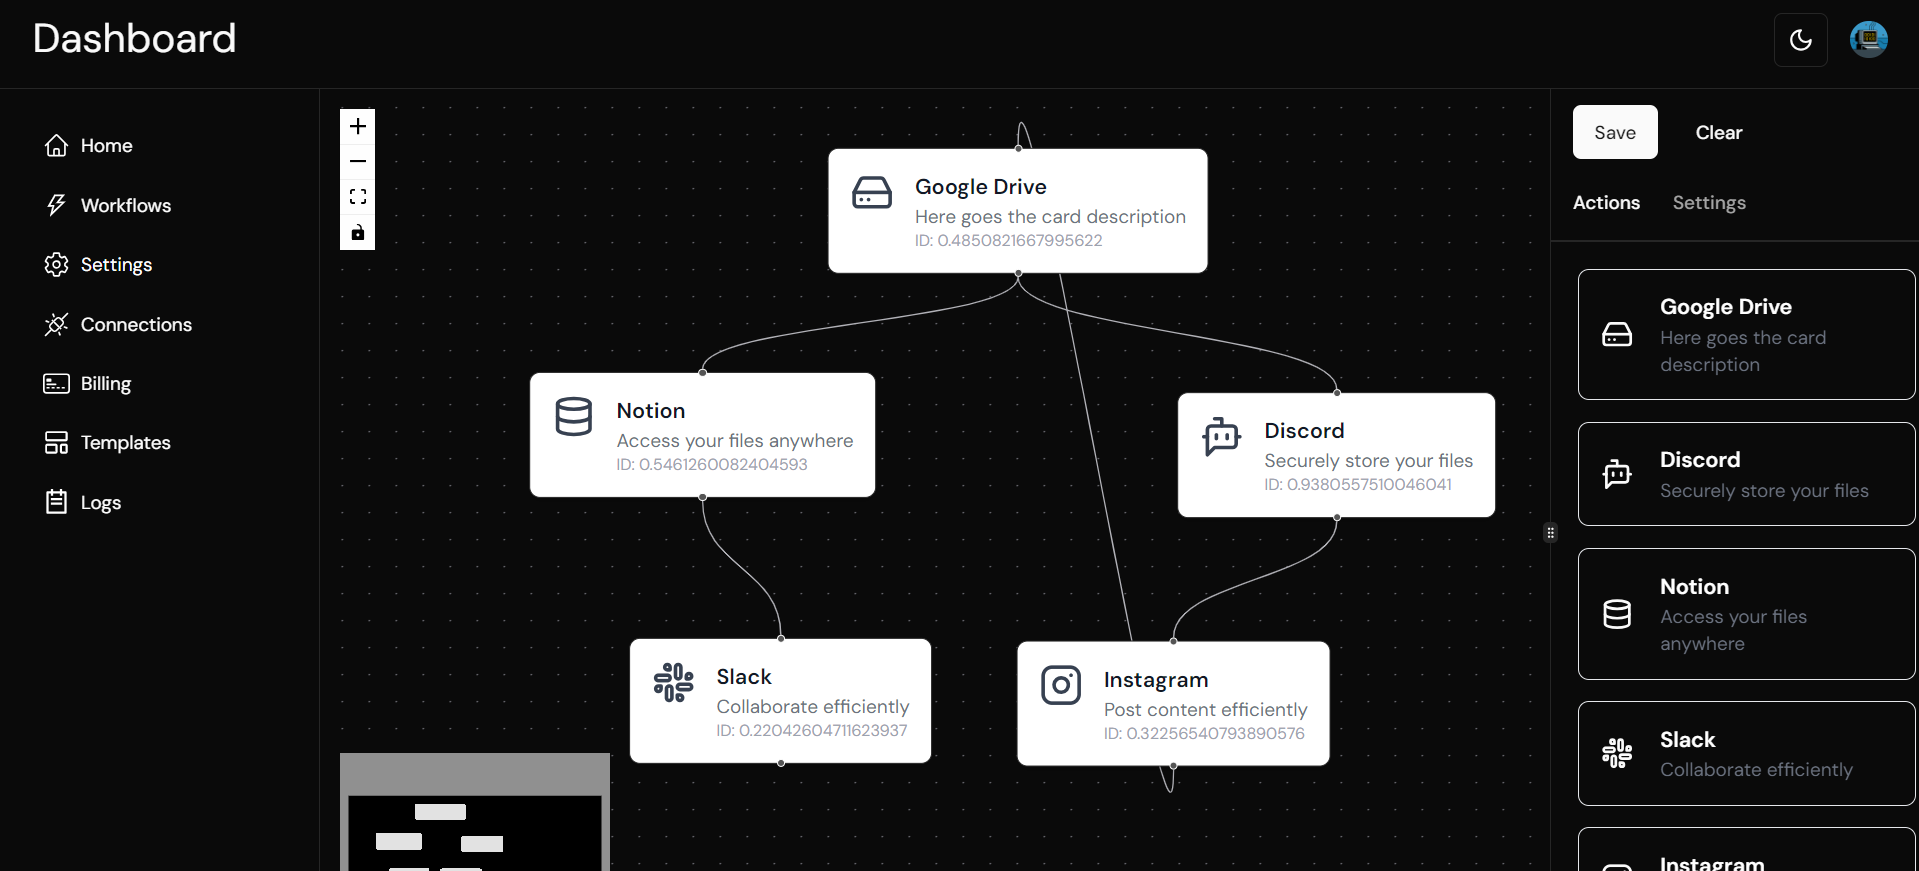 Dashboard
Home
Workflows
Settings
Connections
Billing
Templates
Logs
Google Drive
Here goes the card description
ID: 0.4850821667995622
Notion
Access your files anywhere
ID: 0.5461260082404593
Discord
Securely store your files
ID: 0.9380557510046041
Slack
Collaborate efficiently
ID: 0.22042604711623937
Instagram
Post content efficiently
ID: 0.32256540793890576
Save
Clear
Actions
Settings
Google Drive
Here goes the card
description
Discord
Securely store your files
Notion
Access your files
anywhere
Slack
Collaborate efficiently
Instagram